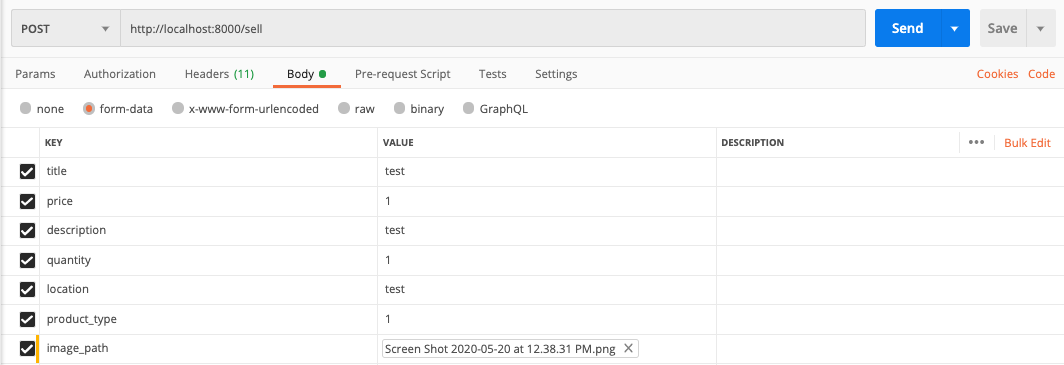 POST http://localhost:8000/sell Send Save
Params Authorization Headers (11) Body Pre-request Script Tests Settings Cookies Code
none form-data x-www-form-urlencoded raw binary GraphQL
KEY VALUE DESCRIPTION ••• Bulk Edit
title test
price 1
description test
quantity 1
location test
product_type 1
image_path Screen Shot 2020-05-20 at 12.38.31 PM.png